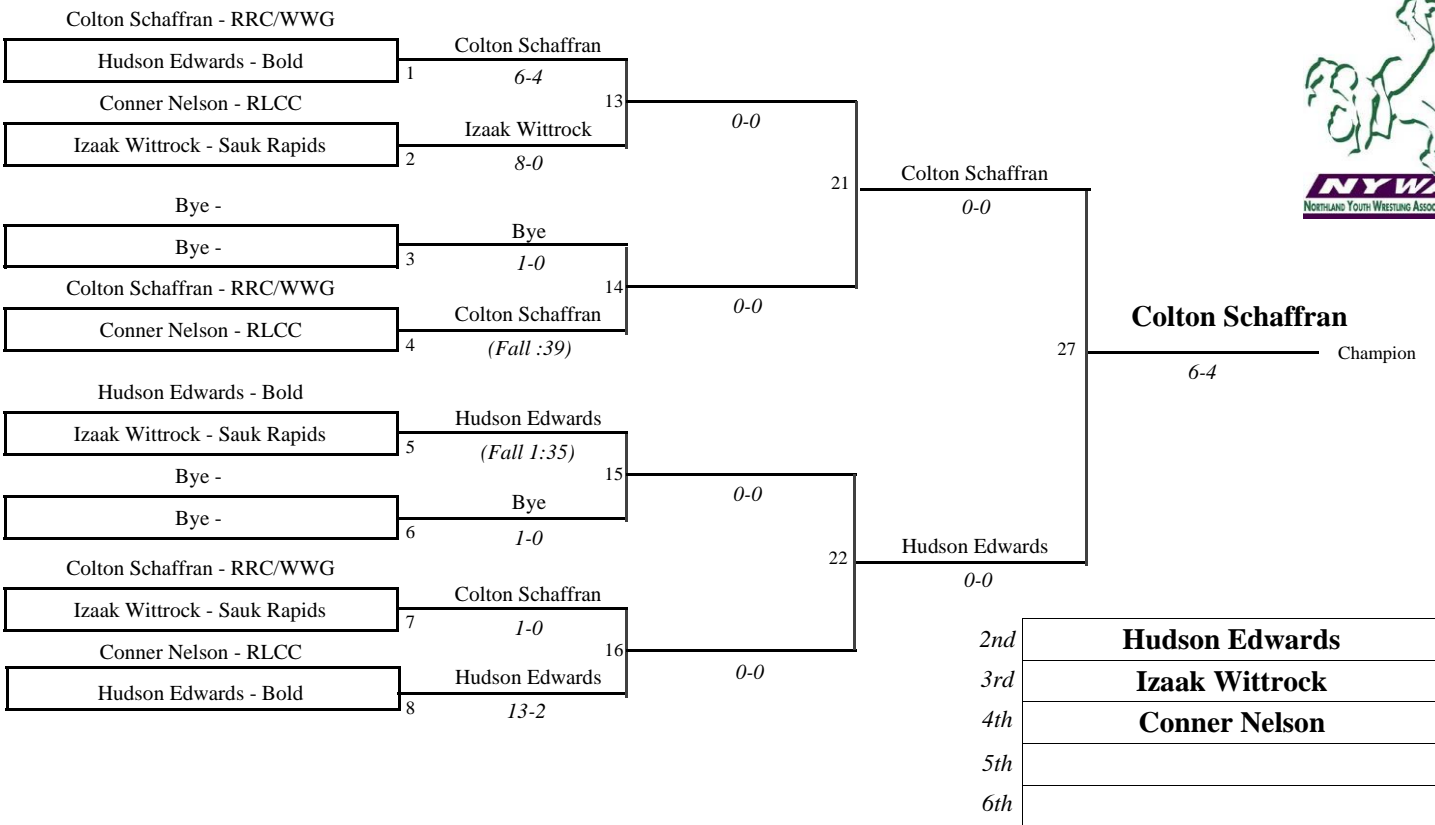 Colton Schaffran - RRC/WWG
Hudson Edwards - Bold
1
Colton Schaffran
6-4
Conner Nelson - RLCC
Izaak Wittrock - Sauk Rapids
2
Izaak Wittrock
8-0
13
0-0
Bye -
Bye -
3
Bye
1-0
Colton Schaffran - RRC/WWG
Conner Nelson - RLCC
4
Colton Schaffran
(Fall :39)
14
0-0
21
Colton Schaffran
0-0
Hudson Edwards - Bold
Izaak Wittrock - Sauk Rapids
5
Hudson Edwards
(Fall 1:35)
Bye -
Bye -
6
Bye
1-0
15
0-0
Colton Schaffran - RRC/WWG
Izaak Wittrock - Sauk Rapids
7
Colton Schaffran
1-0
Conner Nelson - RLCC
Hudson Edwards - Bold
8
Hudson Edwards
13-2
16
0-0
22
Hudson Edwards
0-0
27
Colton Schaffran
6-4
Champion
NYW
NORTHLAND YOUTH WRESTLING
2nd Hudson Edwards
3rd Izaak Wittrock
4th Conner Nelson
5th
6th